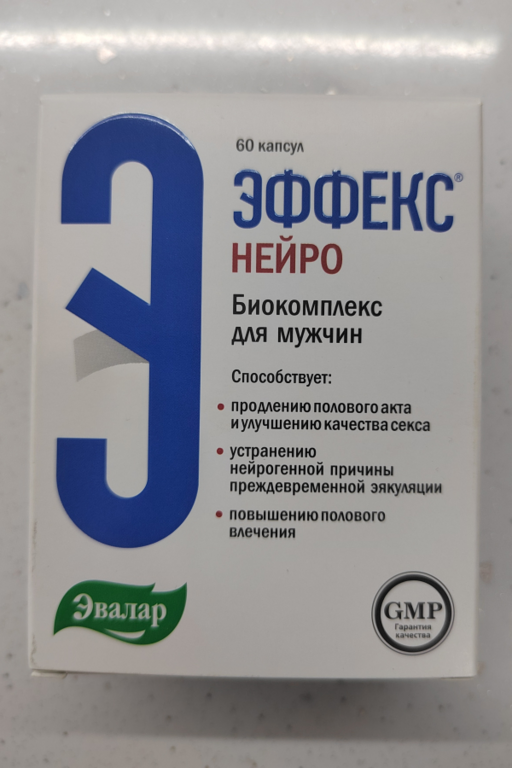 60 капсул
ЭФФЕКС®
НЕЙРО
Биокомплекс
для мужчин
Способствует:
• продлению полового акта
и улучшению качества секса
• устранению
нейрогенной причины
преждевременной эякуляции
• повышению полового
влечения
Э
Эвалар
GMP
Гарантия
качества